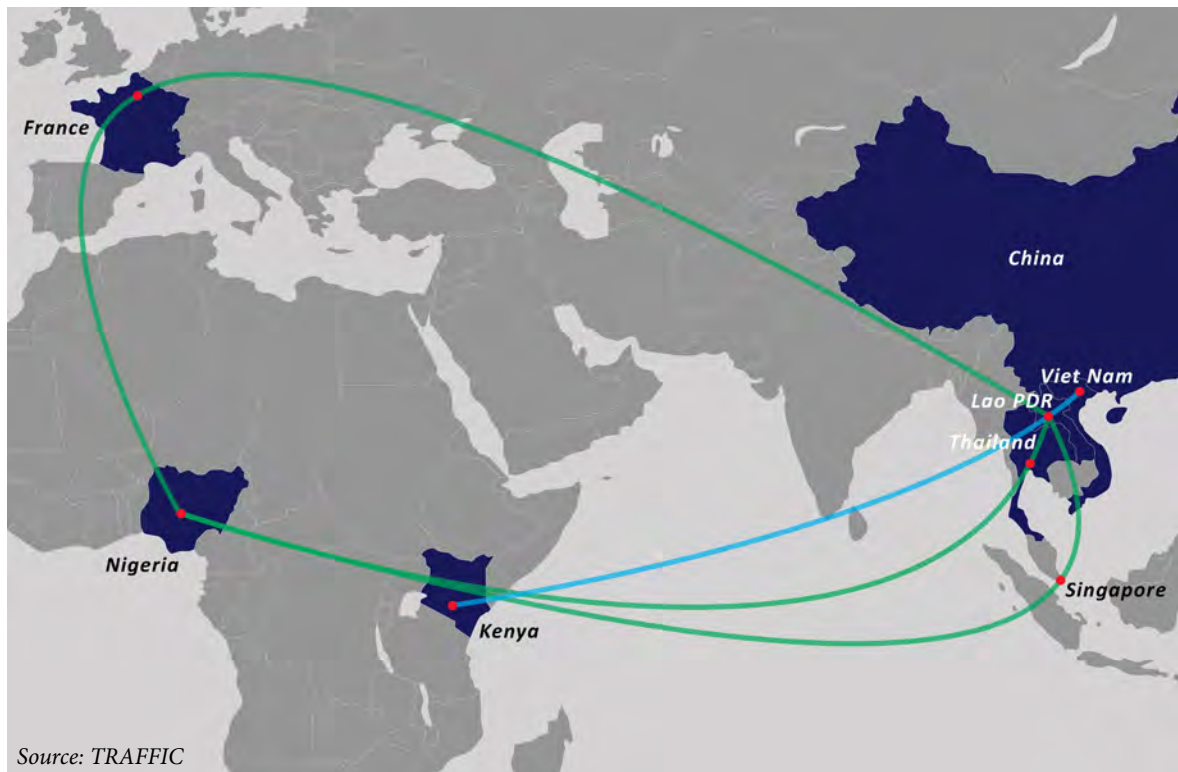 France
China
Viet Nam
Lao PDR
Thailand
Nigeria
Singapore
Kenya
Source: TRAFFIC